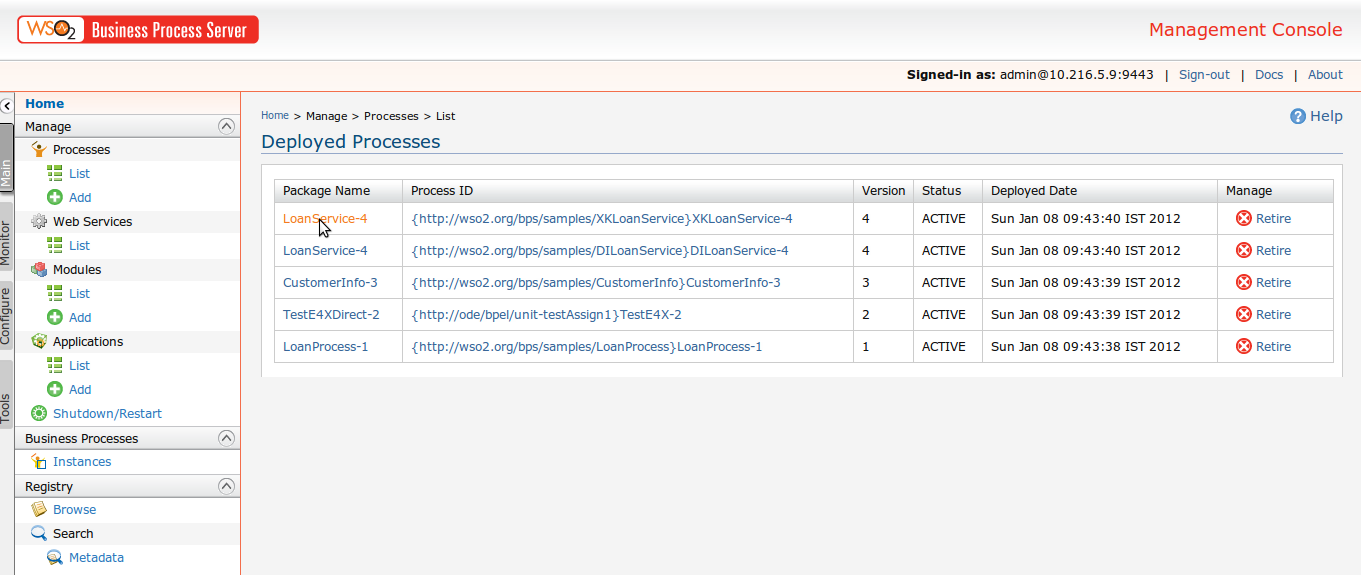 WSO2 Business Process Server
Management Console
Signed-in as: admin@10.216.5.9:9443 | Sign-out | Docs | About
Main
Monitor
Configure
Tools
Home
Manage
Processes
List
Add
Web Services
List
Modules
List
Add
Applications
List
Add
Shutdown/Restart
Business Processes
Instances
Registry
Browse
Search
Metadata
Home > Manage > Processes > List
Help
Deployed Processes
Package Name Process ID Version Status Deployed Date Manage
LoanService-4 {http://wso2.org/bps/samples/XKLoanService}XKLoanService-4 4 ACTIVE Sun Jan 08 09:43:40 IST 2012 Retire
LoanService-4 {http://wso2.org/bps/samples/DILoanService}DILoanService-4 4 ACTIVE Sun Jan 08 09:43:40 IST 2012 Retire
CustomerInfo-3 {http://wso2.org/bps/samples/CustomerInfo}CustomerInfo-3 3 ACTIVE Sun Jan 08 09:43:39 IST 2012 Retire
TestE4XDirect-2 {http://ode/bpel/unit-testAssign1}TestE4X-2 2 ACTIVE Sun Jan 08 09:43:39 IST 2012 Retire
LoanProcess-1 {http://wso2.org/bps/samples/LoanProcess}LoanProcess-1 1 ACTIVE Sun Jan 08 09:43:38 IST 2012 Retire